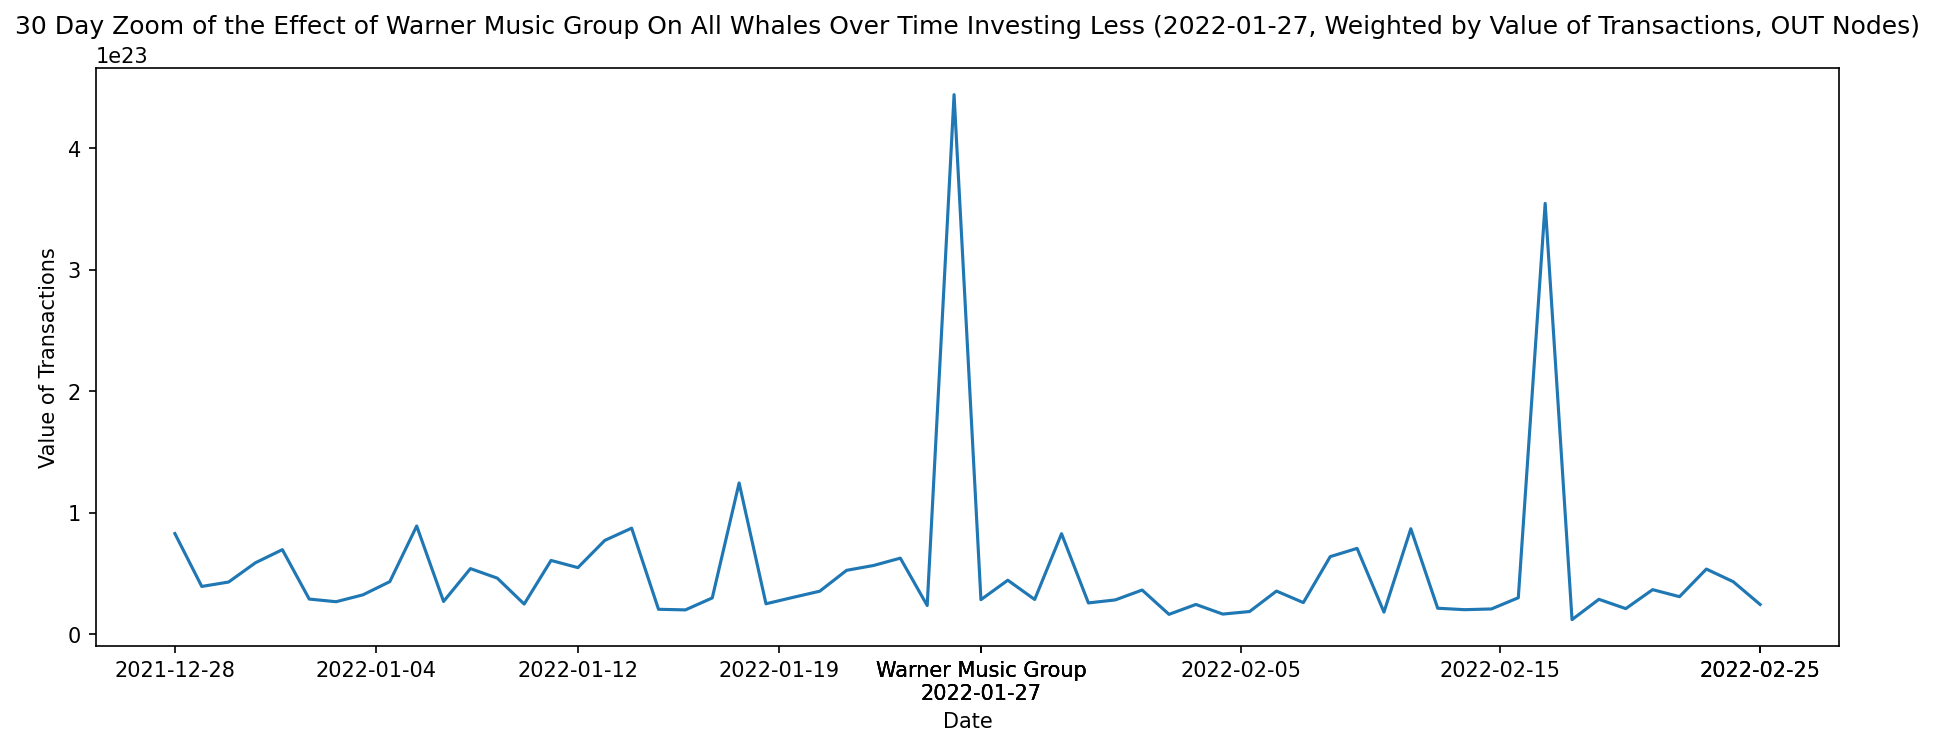 30 Day Zoom of the Effect of Warner Music Group On All Whales Over Time Investing Less (2022-01-27, Weighted by Value of Transactions, OUT Nodes)
1e23
4
3
2
1
0
Value of Transactions
2021-12-28 2022-01-04 2022-01-12 2022-01-19 Warner Music Group 2022-02-05 2022-02-15 2022-02-25
2022-01-27
Date